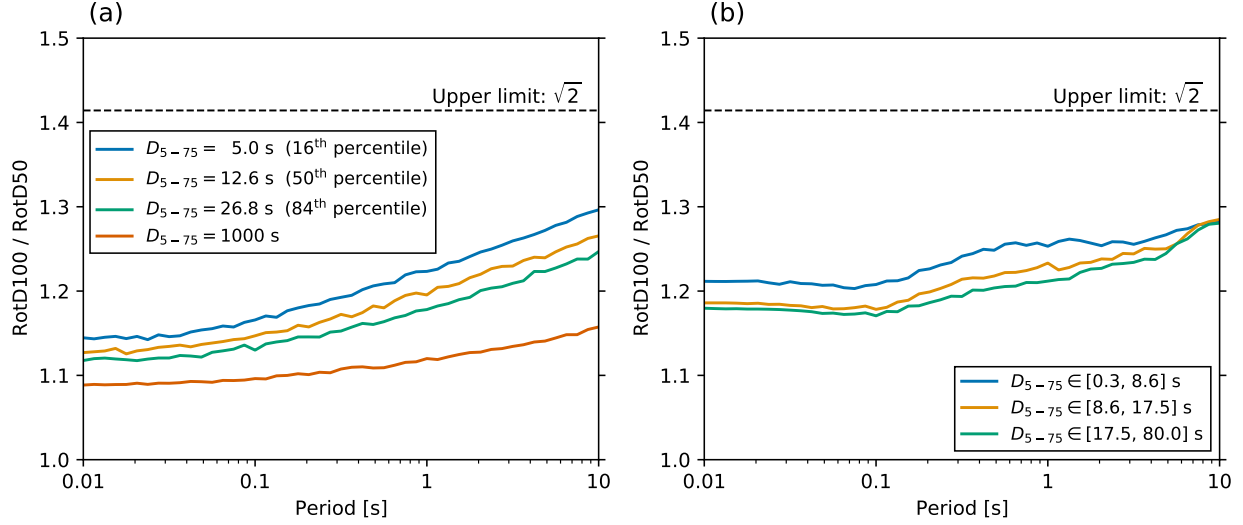 (a)
1.5
1.4
1.3
1.2
1.1
1.0
RotD100 / RotD50
Upper limit: √2
D5−75 = 5.0 s (16th percentile)
D5−75 = 12.6 s (50th percentile)
D5−75 = 26.8 s (84th percentile)
D5−75 = 1000 s
0.01 0.1 1 10
Period [s]
(b)
1.5
1.4
1.3
1.2
1.1
1.0
RotD100 / RotD50
Upper limit: √2
D5−75 ∈ [0.3, 8.6] s
D5−75 ∈ [8.6, 17.5] s
D5−75 ∈ [17.5, 80.0] s
0.01 0.1 1 10
Period [s]